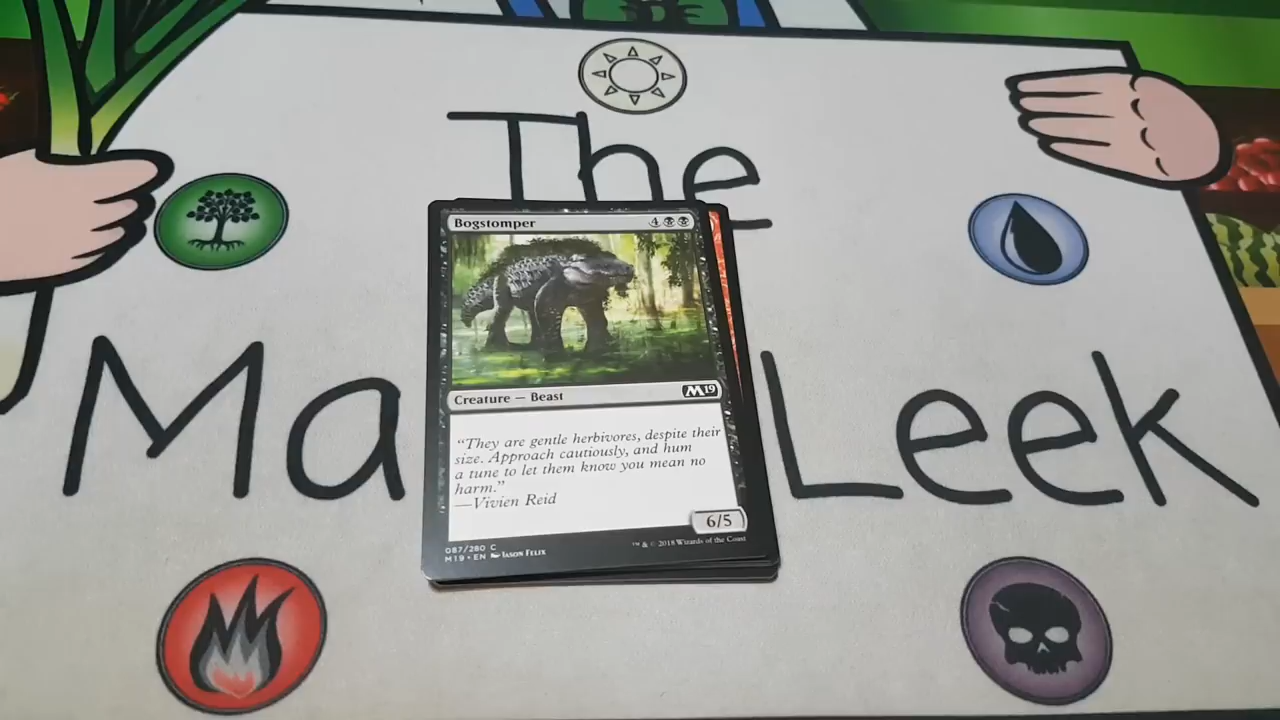 The
Ma Leek
Bogstomper 4
Creature — Beast M19
“They are gentle herbivores, despite their
size. Approach cautiously, and hum
a tune to let them know you mean no
harm.”
—Vivien Reid
6/5
087/280 C
M19 • EN Jason Felix
™ & © 2018 Wizards of the Coast